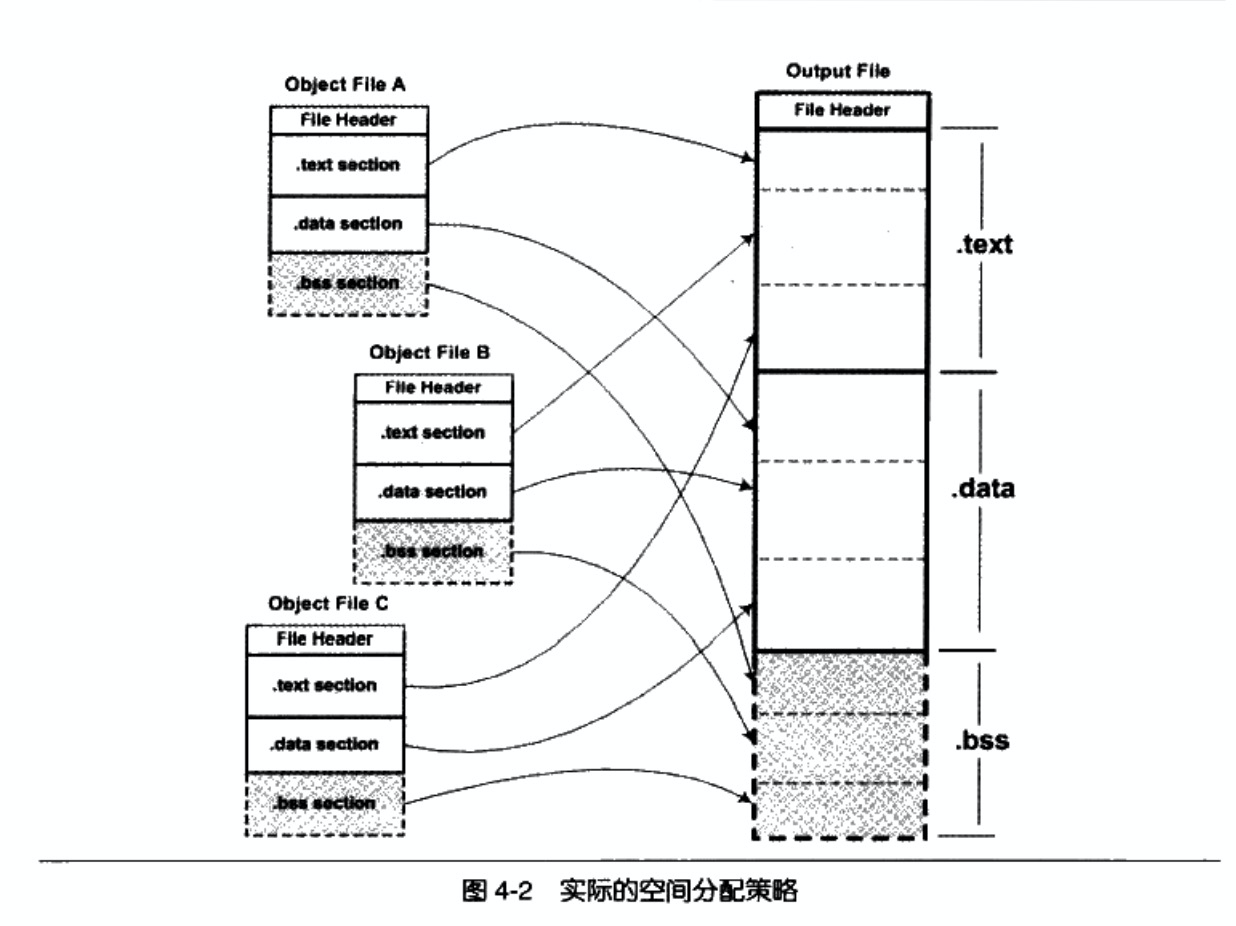 Object File A
File Header
.text section
.data section
.bss section
Object File B
File Header
.text section
.data section
.bss section
Object File C
File Header
.text section
.data section
.bss section
Output File
File Header
.text
.data
.bss
图 4-2 实际的空间分配策略